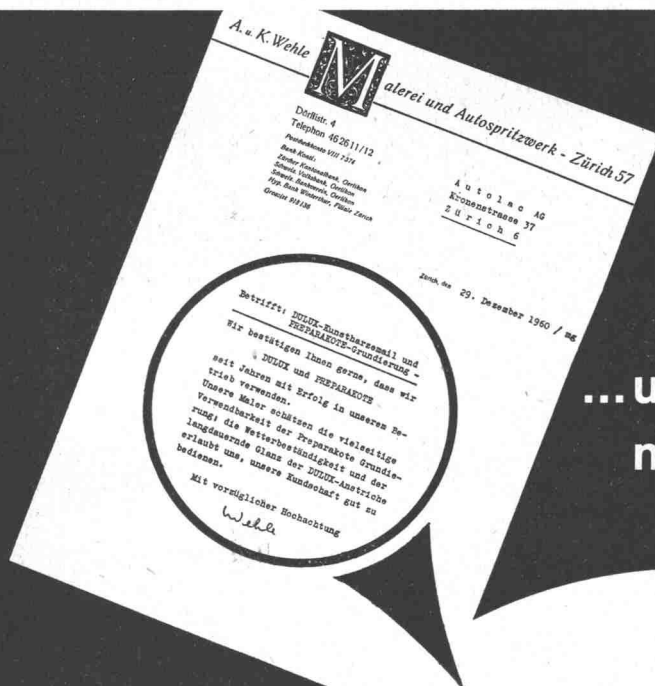 A. u. K. Wehle Malerei und Autospritzwerk - Zürich 57
Dörflistr. 4
Telephon 46 26 11/12
Postcheckkonto VIII 7374
Bank-Konti:
Zürcher Kantonalbank, Oerlikon
Schweiz. Volksbank, Oerlikon
Schweiz. Bankverein, Oerlikon
Hyp. Bank Winterthur, Filiale Zürich
Autolac AG
Kronenstrasse 37
Zürich 6
Zürich, den 29. Dezember 1960 / mg
Betrifft: DULUX-Kunstharzemail und
PREPARAKOTE-Grundierung -
Wir bestätigen Ihnen gerne, dass wir
DULUX und PREPARAKOTE
seit Jahren mit Erfolg in unseren Be-
trieb verwenden.
Unsere Maler schätzen die vielseitige
Verwendbarkeit der Preparakote Grundie-
rung; die Wetterbeständigkeit und der
langdauernde Glanz der DULUX-Anstriche
erlaubt uns, unsere Kundschaft gut zu
bedienen.
Mit vorzüglicher Hochachtung
Wehle
...u
n